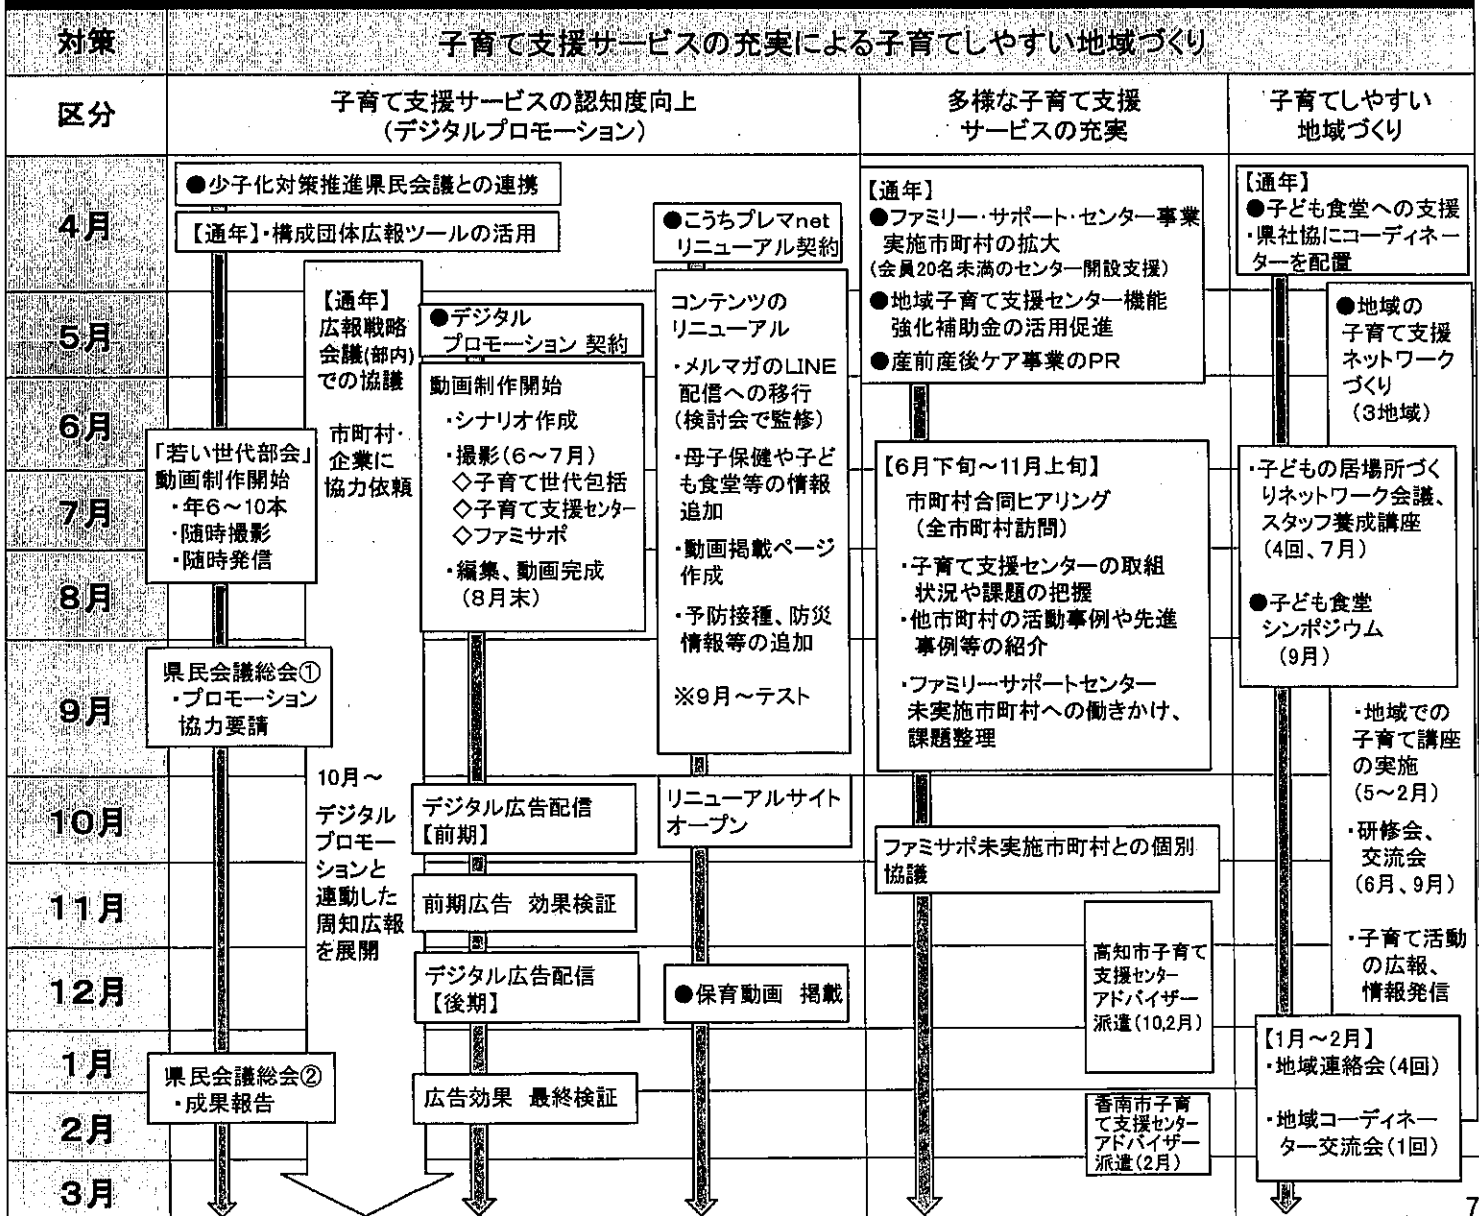 対策
子育て支援サービスの充実による子育てしやすい地域づくり
区分
子育て支援サービスの認知度向上
(デジタルプロモーション)
多様な子育て支援
サービスの充実
子育てしやすい
地域づくり
4月
5月
6月
7月
8月
9月
10月
11月
12月
1月
2月
3月
●少子化対策推進県民会議との連携
【通年】・構成団体広報ツールの活用
「若い世代部会」
動画制作開始
・年6～10本
・随時撮影
・随時発信
県民会議総会①
・プロモーション
協力要請
県民会議総会②
・成果報告
【通年】
広報戦略
会議(部内)
での協議
市町村・
企業に
協力依頼
10月～
デジタル
プロモー
ションと
連動した
周知広報
を展開
●デジタル
プロモーション 契約
動画制作開始
・シナリオ作成
・撮影(6～7月)
◇子育て世代包括
◇子育て支援センター
◇ファミサポ
・編集、動画完成
(8月末)
デジタル広告配信
【前期】
前期広告 効果検証
デジタル広告配信
【後期】
広告効果 最終検証
●こうちプレマnet
リニューアル契約
コンテンツの
リニューアル
・メルマガのLINE
配信への移行
(検討会で監修)
・母子保健や子ど
も食堂等の情報
追加
・動画掲載ページ
作成
・予防接種、防災
情報等の追加
※9月～テスト
リニューアルサイト
オープン
●保育動画 掲載
【通年】
●ファミリー・サポート・センター事業
実施市町村の拡大
(会員20名未満のセンター開設支援)
●地域子育て支援センター機能
強化補助金の活用促進
●産前産後ケア事業のPR
【6月下旬～11月上旬】
市町村合同ヒアリング
(全市町村訪問)
・子育て支援センターの取組
状況や課題の把握
・他市町村の活動事例や先進
事例等の紹介
・ファミリーサポートセンター
未実施市町村への働きかけ、
課題整理
ファミサポ未実施市町村との個別
協議
高知市子育て
支援センター
アドバイザー
派遣(10,2月)
香南市子育
て支援センター
アドバイザー
派遣(2月)
【通年】
●子ども食堂への支援
・県社協にコーディネー
ターを配置
●地域の
子育て支援
ネットワーク
づくり
(3地域)
・子どもの居場所づく
りネットワーク会議、
スタッフ養成講座
(4回、7月)
●子ども食堂
シンポジウム
(9月)
・地域での
子育て講座
の実施
(5～2月)
・研修会、
交流会
(6月、9月)
・子育て活動
の広報、
情報発信
【1月～2月】
・地域連絡会(4回)
・地域コーディネー
ター交流会(1回)
7